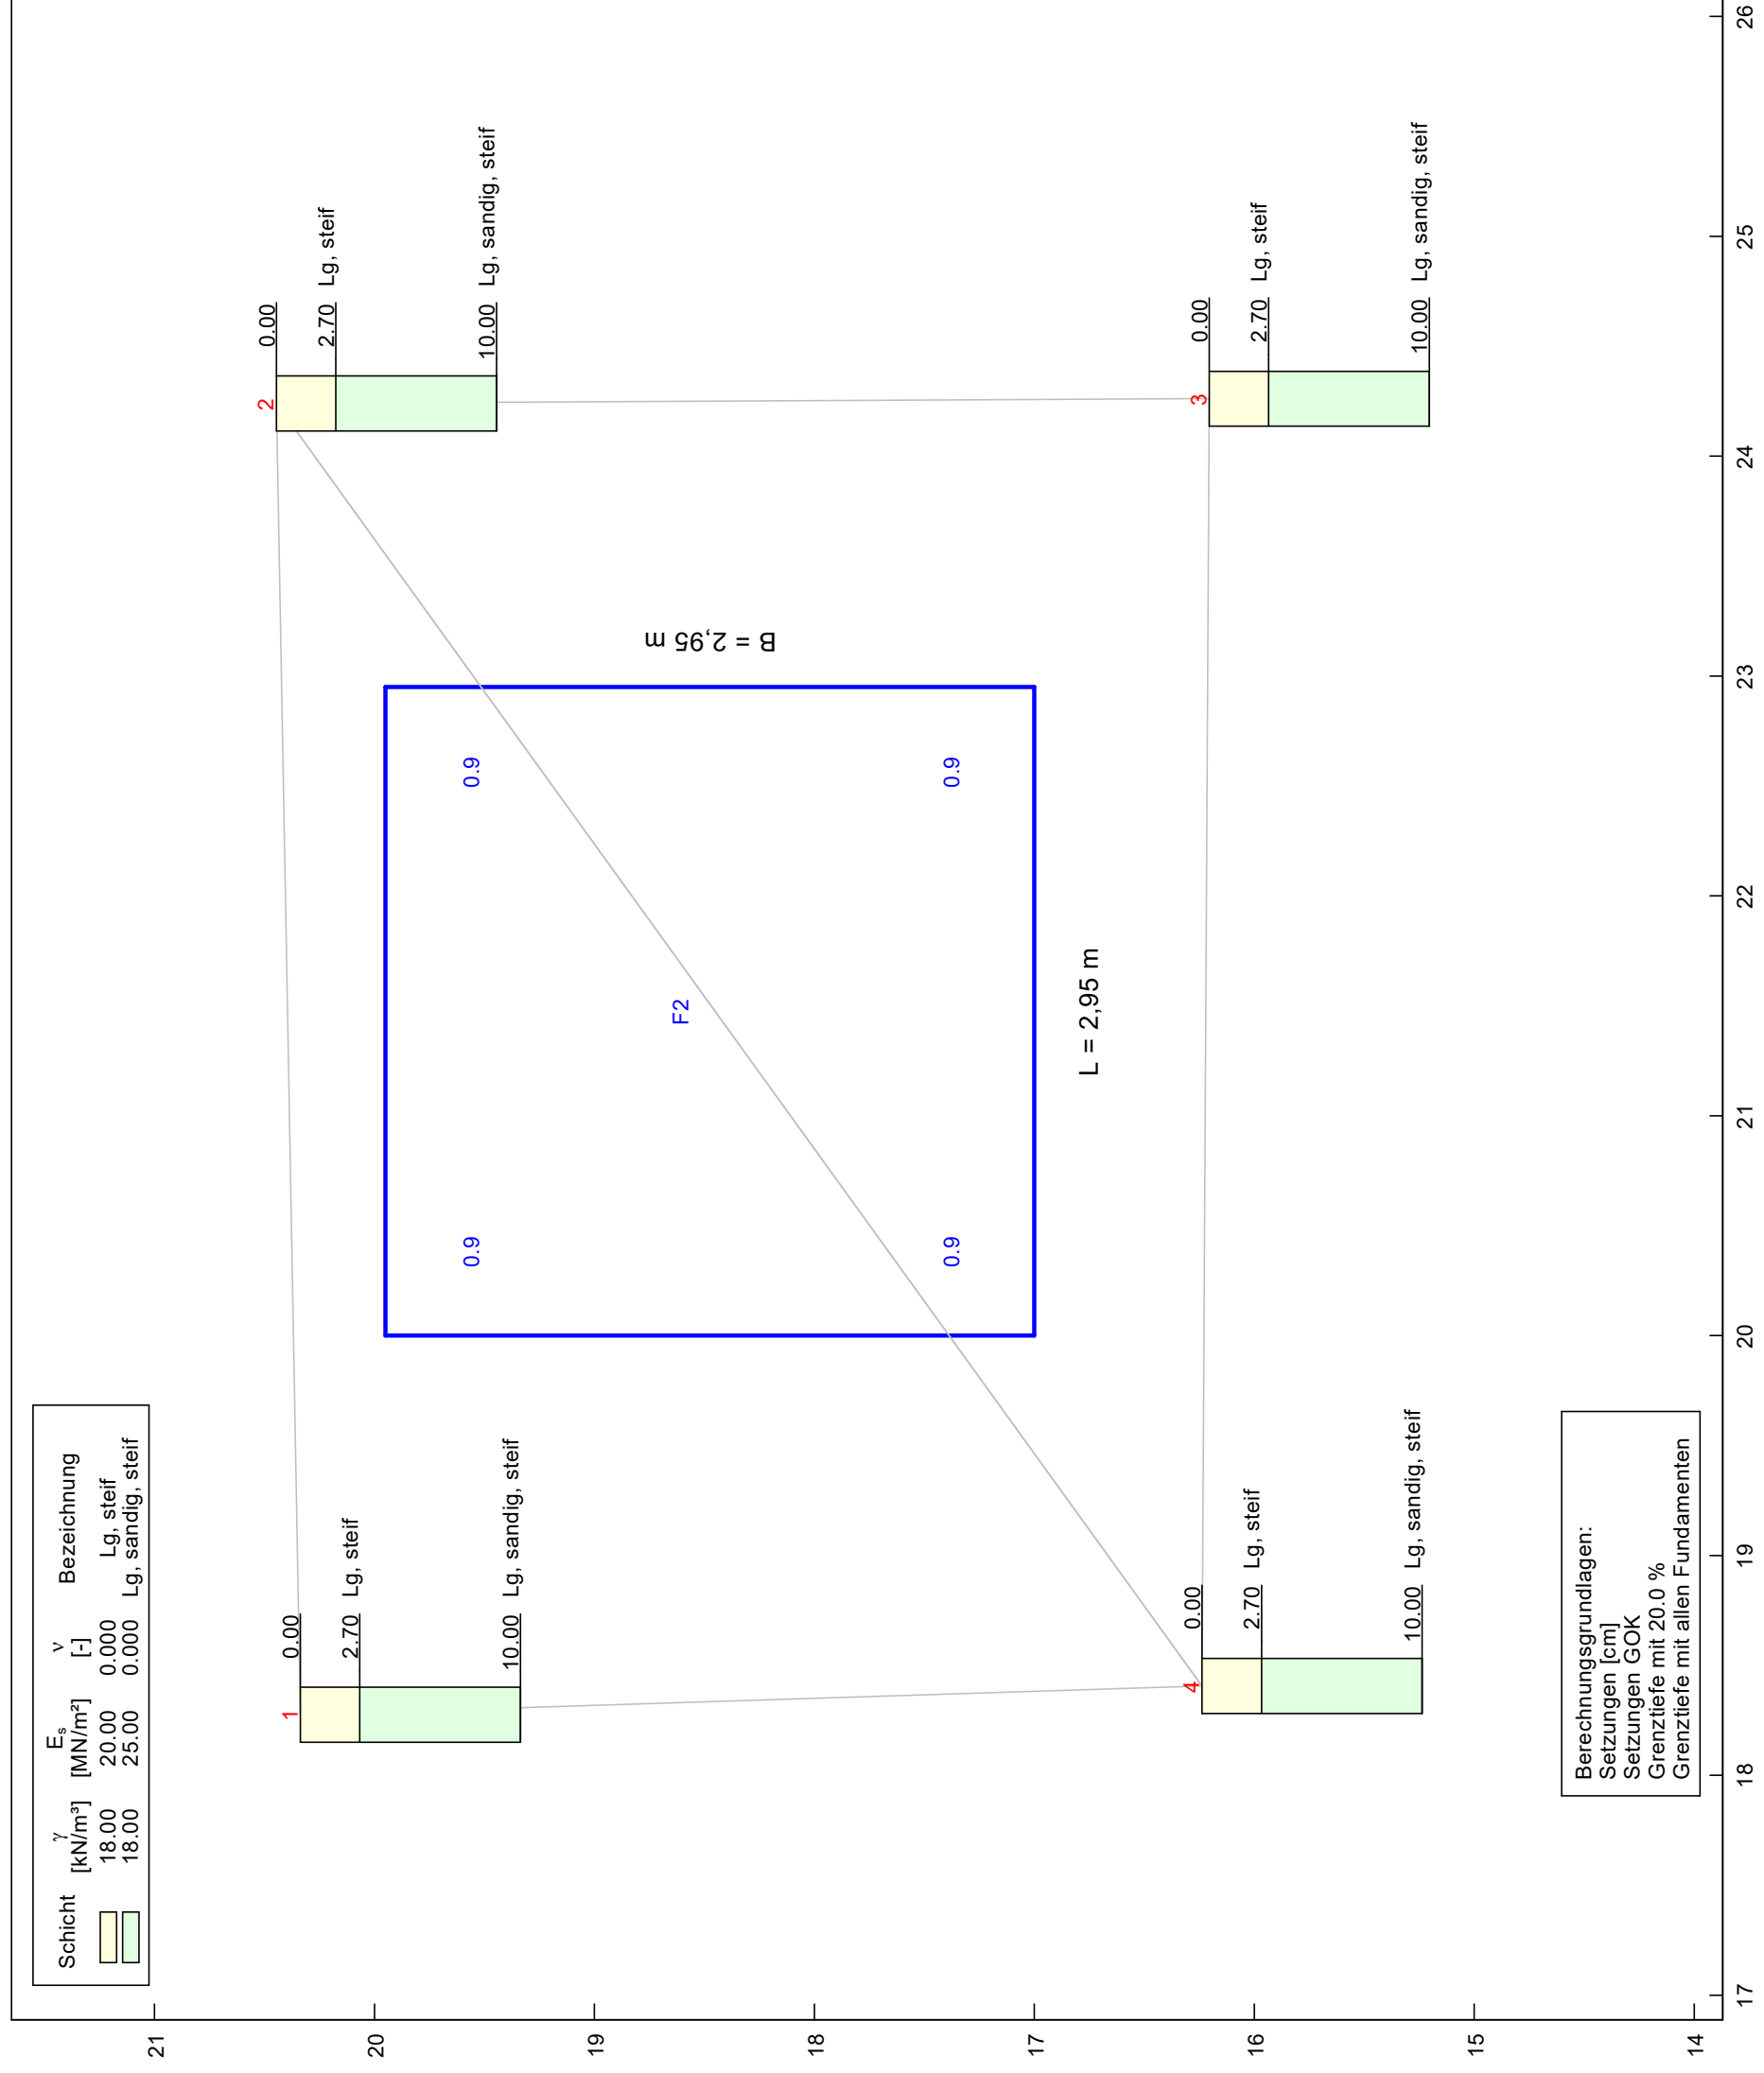 Schicht γ [kN/m³] Eₛ [MN/m²] ν [-] Bezeichnung
18.00 20.00 0.000 Lg, steif
18.00 25.00 0.000 Lg, sandig, steif
1
0.00
2.70 Lg, steif
10.00 Lg, sandig, steif
2
0.00
2.70 Lg, steif
10.00 Lg, sandig, steif
0.9
0.9
F2
B = 2,95 m
0.9
0.9
L = 2,95 m
4
0.00
2.70 Lg, steif
10.00 Lg, sandig, steif
3
0.00
2.70 Lg, steif
10.00 Lg, sandig, steif
Berechnungsgrundlagen:
Setzungen [cm]
Setzungen GOK
Grenztiefe mit 20.0 %
Grenztiefe mit allen Fundamenten
21
20
19
18
17
16
15
14
17 18 19 20 21 22 23 24 25 26